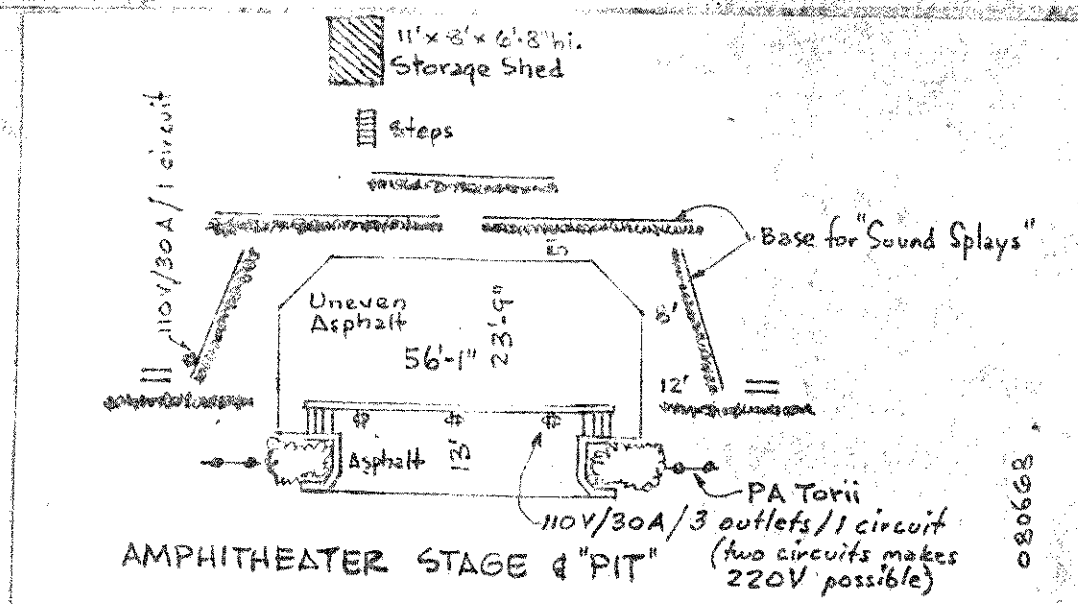 11' x 8' x 6'-8" hi.
Storage Shed
Steps
110V/30A/1 circuit
Base for "Sound Splays"
Uneven
Asphalt
56'-1"
23'-9"
8'
12'
Asphalt
13'
PA Torii
110V/30A/3 outlets/1 circuit
(two circuits makes
220V possible)
AMPHITHEATER STAGE & "PIT"
080668